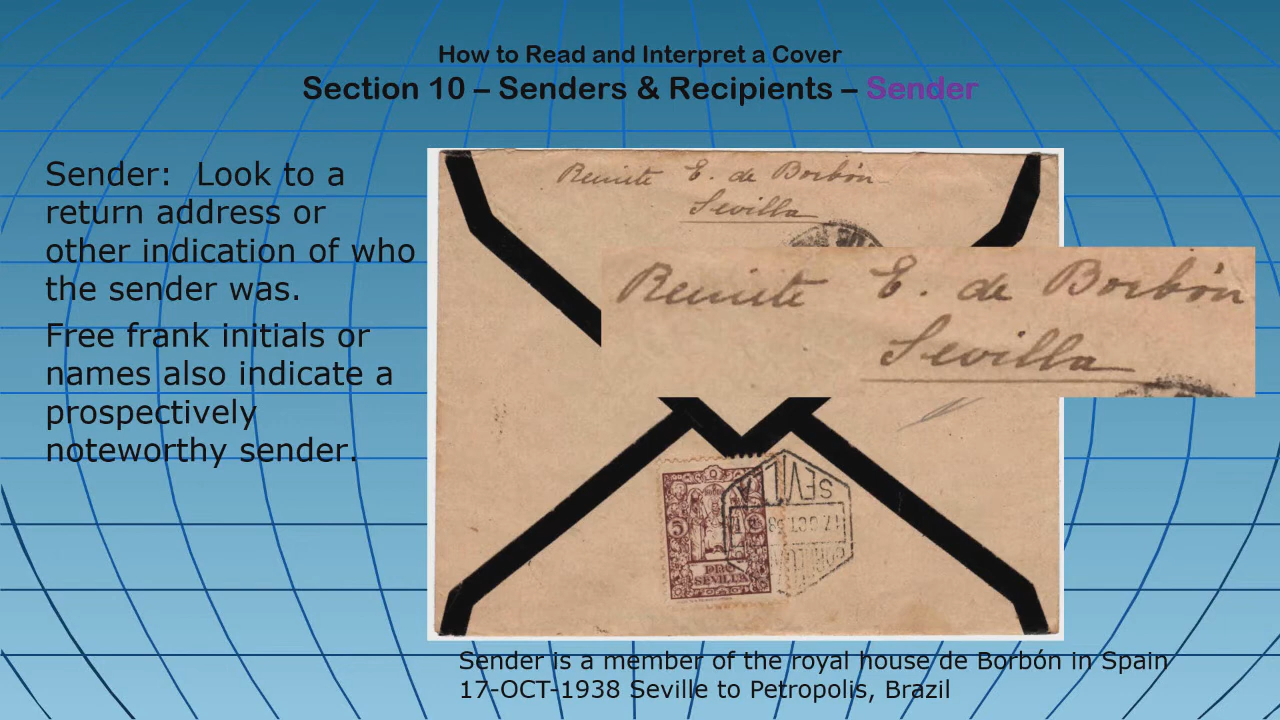 How to Read and Interpret a Cover
Section 10 – Senders & Recipients – Sender
Sender: Look to a
return address or
other indication of who
the sender was.
Free frank initials or
names also indicate a
prospectively
noteworthy sender.
Remite E. de Borbón
Sevilla
Remite E. de Borbón
Sevilla
5
PRO
SEVILLA
SEVILLA
17 OCT.38
Sender is a member of the royal house de Borbón in Spain
17-OCT-1938 Seville to Petropolis, Brazil